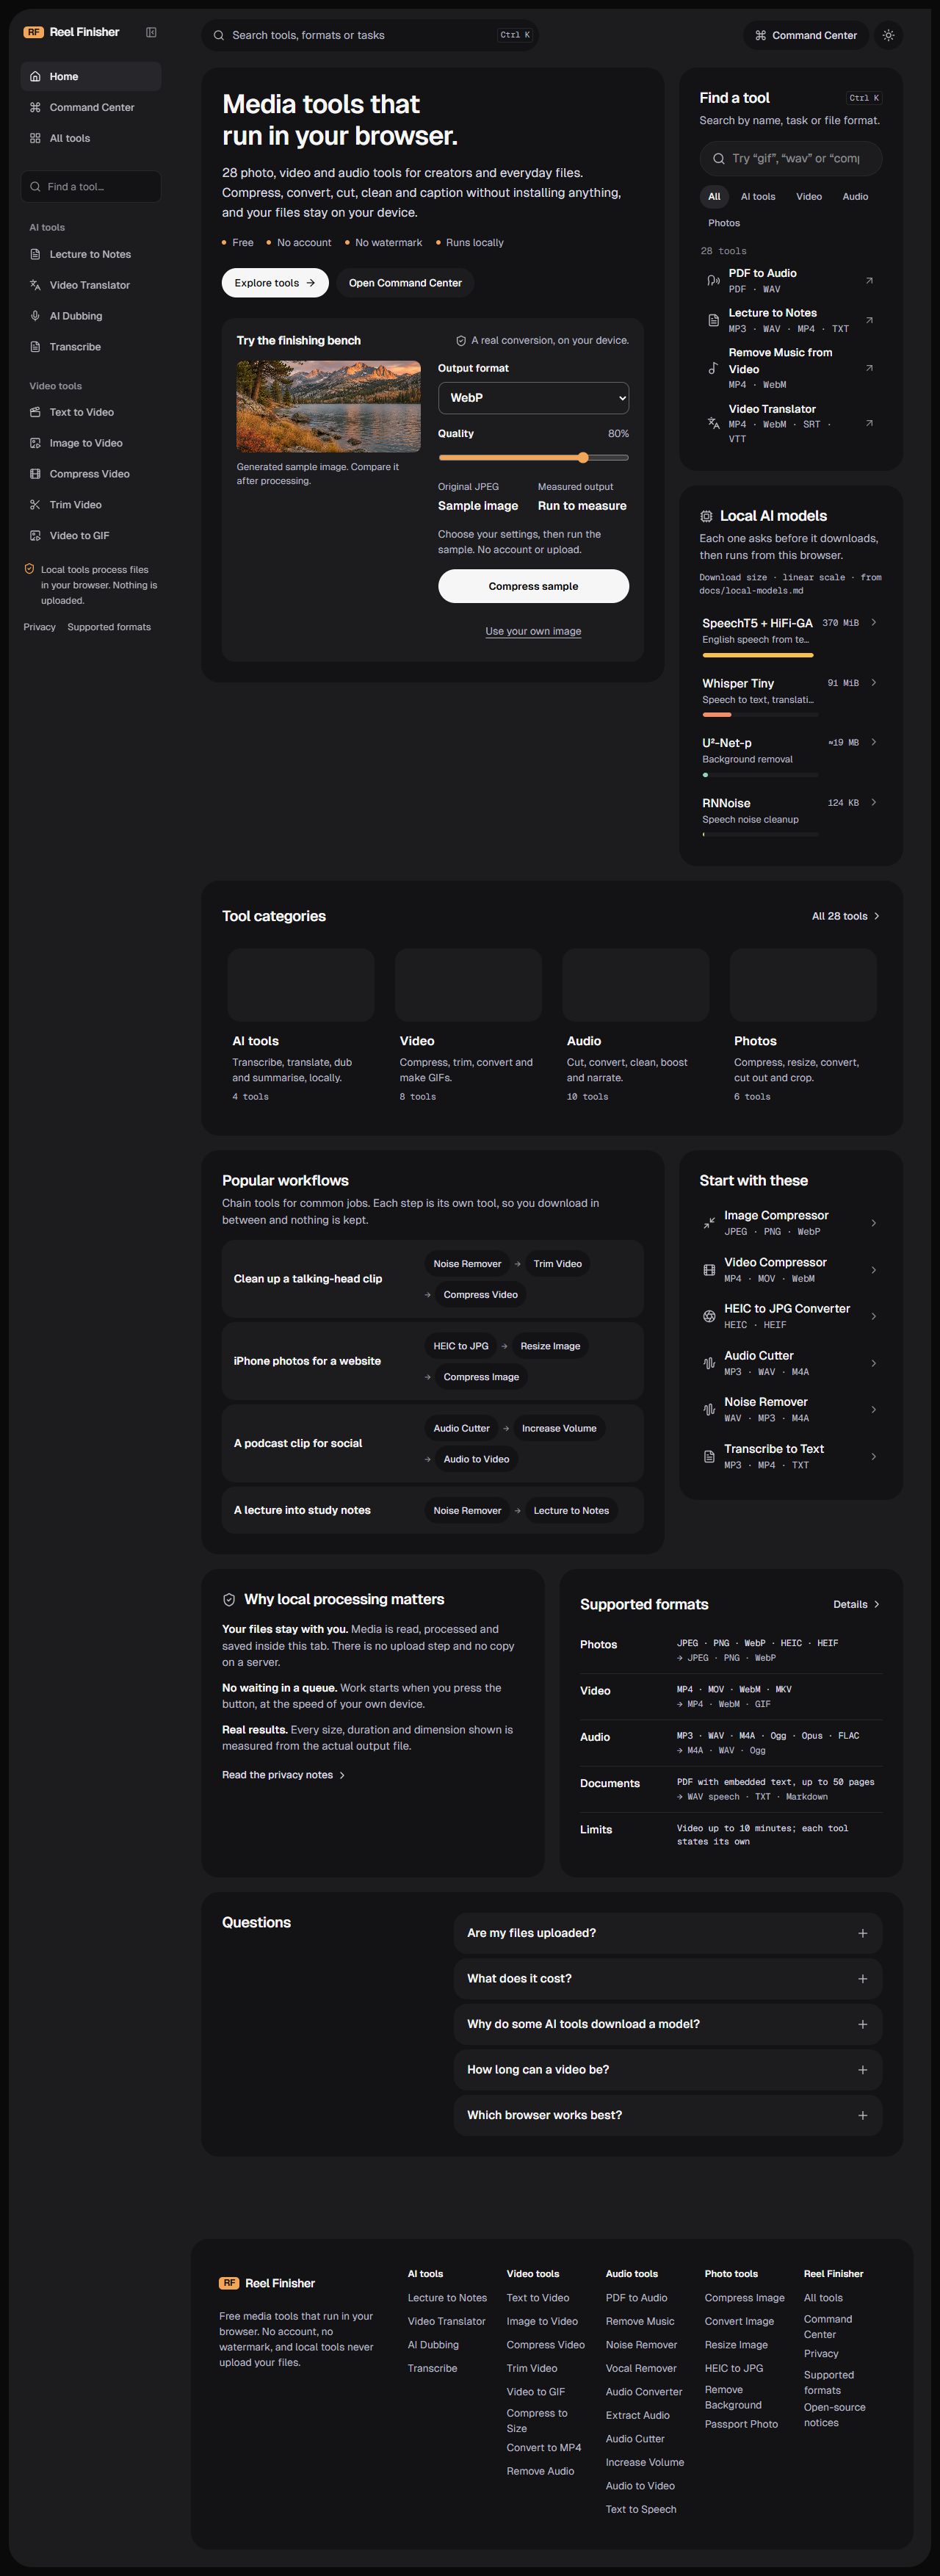 RF Reel Finisher
Home
Command Center
All tools
Find a tool...
AI tools
Lecture to Notes
Video Translator
AI Dubbing
Transcribe
Video tools
Text to Video
Image to Video
Compress Video
Trim Video
Video to GIF
Local tools process files
in your browser. Nothing is
uploaded.
Privacy Supported formats
Search tools, formats or tasks Ctrl K
Command Center
Media tools that
run in your browser.
28 photo, video and audio tools for creators and everyday files.
Compress, convert, cut, clean and caption without installing anything,
and your files stay on your device.
Free No account No watermark Runs locally
Explore tools → Open Command Center
Try the finishing bench A real conversion, on your device.
Generated sample image. Compare it
after processing.
Output format
WebP
Quality 80%
Original JPEG Measured output
Sample image Run to measure
Choose your settings, then run the
sample. No account or upload.
Compress sample
Use your own image
Find a tool Ctrl K
Search by name, task or file format.
Try “gif”, “wav” or “comp
All AI tools Video Audio
Photos
28 tools
PDF to Audio
PDF · WAV
Lecture to Notes
MP3 · WAV · MP4 · TXT
Remove Music from
Video
MP4 · WebM
Video Translator
MP4 · WebM · SRT ·
VTT
Local AI models
Each one asks before it downloads,
then runs from this browser.
Download size · linear scale · from
docs/local-models.md
SpeechT5 + HiFi-GA 370 MiB
English speech from te...
Whisper Tiny 91 MiB
Speech to text, translati...
U²-Net-p ≈19 MB
Background removal
RNNoise 124 KB
Speech noise cleanup
Tool categories All 28 tools
AI tools
Transcribe, translate, dub
and summarise, locally.
4 tools
Video
Compress, trim, convert and
make GIFs.
8 tools
Audio
Cut, convert, clean, boost
and narrate.
10 tools
Photos
Compress, resize, convert,
cut out and crop.
6 tools
Popular workflows
Chain tools for common jobs. Each step is its own tool, so you download in
between and nothing is kept.
Clean up a talking-head clip
Noise Remover → Trim Video
→ Compress Video
iPhone photos for a website
HEIC to JPG → Resize Image
→ Compress Image
A podcast clip for social
Audio Cutter → Increase Volume
→ Audio to Video
A lecture into study notes
Noise Remover → Lecture to Notes
Start with these
Image Compressor
JPEG · PNG · WebP
Video Compressor
MP4 · MOV · WebM
HEIC to JPG Converter
HEIC · HEIF
Audio Cutter
MP3 · WAV · M4A
Noise Remover
WAV · MP3 · M4A
Transcribe to Text
MP3 · MP4 · TXT
Why local processing matters
Your files stay with you. Media is read, processed and
saved inside this tab. There is no upload step and no copy
on a server.
No waiting in a queue. Work starts when you press the
button, at the speed of your own device.
Real results. Every size, duration and dimension shown is
measured from the actual output file.
Read the privacy notes
Supported formats Details
Photos
JPEG · PNG · WebP · HEIC · HEIF
→ JPEG · PNG · WebP
Video
MP4 · MOV · WebM · MKV
→ MP4 · WebM · GIF
Audio
MP3 · WAV · M4A · Ogg · Opus · FLAC
→ M4A · WAV · Ogg
Documents
PDF with embedded text, up to 50 pages
→ WAV speech · TXT · Markdown
Limits
Video up to 10 minutes; each tool
states its own
Questions
Are my files uploaded?
What does it cost?
Why do some AI tools download a model?
How long can a video be?
Which browser works best?
RF Reel Finisher
Free media tools that run in your
browser. No account, no
watermark, and local tools never
upload your files.
AI tools
Lecture to Notes
Video Translator
AI Dubbing
Transcribe
Video tools
Text to Video
Image to Video
Compress Video
Trim Video
Video to GIF
Compress to
Size
Convert to MP4
Remove Audio
Audio tools
PDF to Audio
Remove Music
Noise Remover
Vocal Remover
Audio Converter
Extract Audio
Audio Cutter
Increase Volume
Audio to Video
Text to Speech
Photo tools
Compress Image
Convert Image
Resize Image
HEIC to JPG
Remove
Background
Passport Photo
Reel Finisher
All tools
Command
Center
Privacy
Supported
formats
Open-source
notices